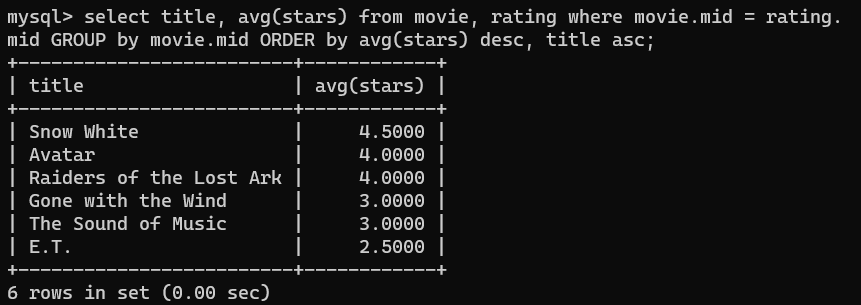 mysql> select title, avg(stars) from movie, rating where movie.mid = rating.
mid GROUP by movie.mid ORDER by avg(stars) desc, title asc;
+-------------------------+------------+
| title                   | avg(stars) |
+-------------------------+------------+
| Snow White              |     4.5000 |
| Avatar                  |     4.0000 |
| Raiders of the Lost Ark |     4.0000 |
| Gone with the Wind      |     3.0000 |
| The Sound of Music      |     3.0000 |
| E.T.                    |     2.5000 |
+-------------------------+------------+
6 rows in set (0.00 sec)